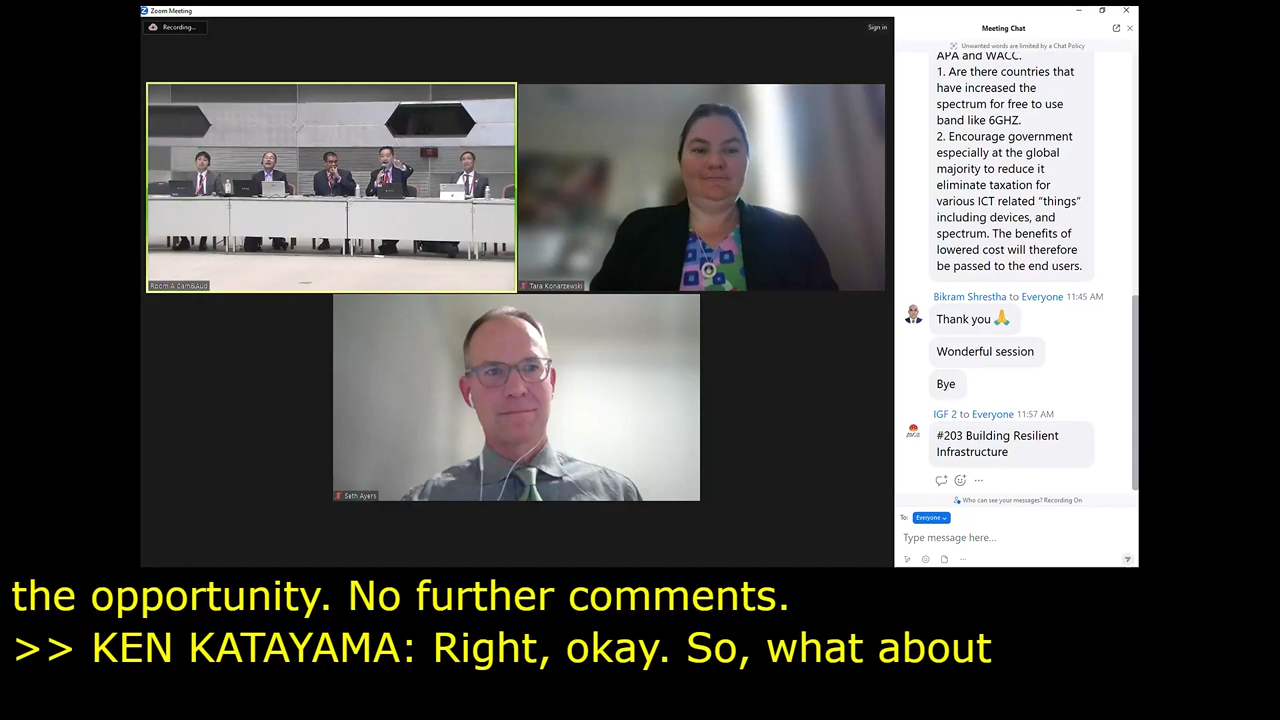 Zoom Meeting
Recording...
Sign in
Room A Cam&Aud
Tara Konarzewski
Seth Ayers
Meeting Chat
Unwanted words are limited by a Chat Policy
APA and WACC.
1. Are there countries that
have increased the
spectrum for free to use
band like 6GHZ.
2. Encourage government
especially at the global
majority to reduce it
eliminate taxation for
various ICT related “things”
including devices, and
spectrum. The benefits of
lowered cost will therefore
be passed to the end users.
Bikram Shrestha to Everyone 11:45 AM
Thank you 🙏
Wonderful session
Bye
IGF 2 to Everyone 11:57 AM
#203 Building Resilient
Infrastructure
Who can see your messages? Recording On
To: Everyone
Type message here...
the opportunity. No further comments.
>> KEN KATAYAMA: Right, okay. So, what about